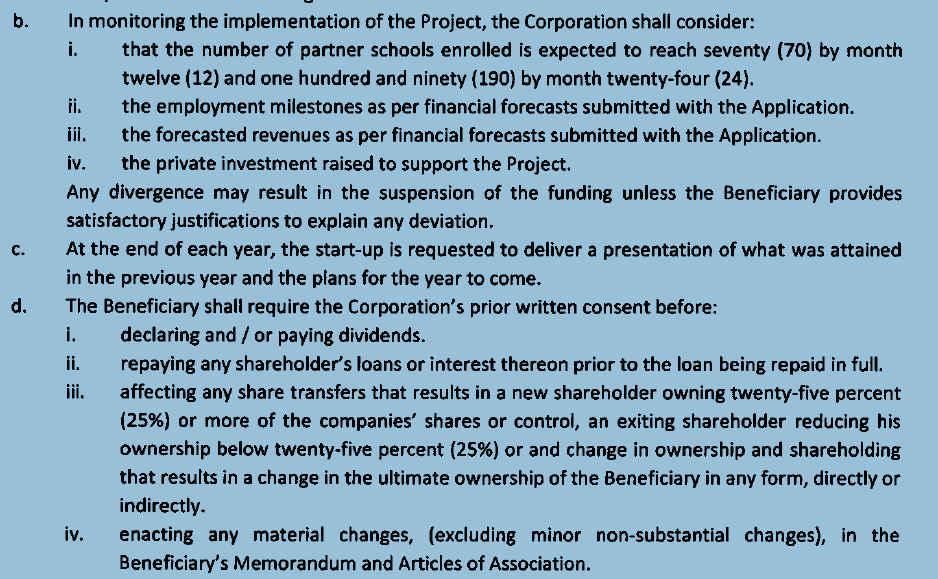 b. In monitoring the implementation of the Project, the Corporation shall consider:
i. that the number of partner schools enrolled is expected to reach seventy (70) by month
twelve (12) and one hundred and ninety (190) by month twenty-four (24).
ii. the employment milestones as per financial forecasts submitted with the Application.
iii. the forecasted revenues as per financial forecasts submitted with the Application.
iv. the private investment raised to support the Project.
Any divergence may result in the suspension of the funding unless the Beneficiary provides
satisfactory justifications to explain any deviation.
c. At the end of each year, the start-up is requested to deliver a presentation of what was attained
in the previous year and the plans for the year to come.
d. The Beneficiary shall require the Corporation's prior written consent before:
i. declaring and / or paying dividends.
ii. repaying any shareholder's loans or interest thereon prior to the loan being repaid in full.
iii. affecting any share transfers that results in a new shareholder owning twenty-five percent
(25%) or more of the companies' shares or control, an exiting shareholder reducing his
ownership below twenty-five percent (25%) or and change in ownership and shareholding
that results in a change in the ultimate ownership of the Beneficiary in any form, directly or
indirectly.
iv. enacting any material changes, (excluding minor non-substantial changes), in the
Beneficiary's Memorandum and Articles of Association.